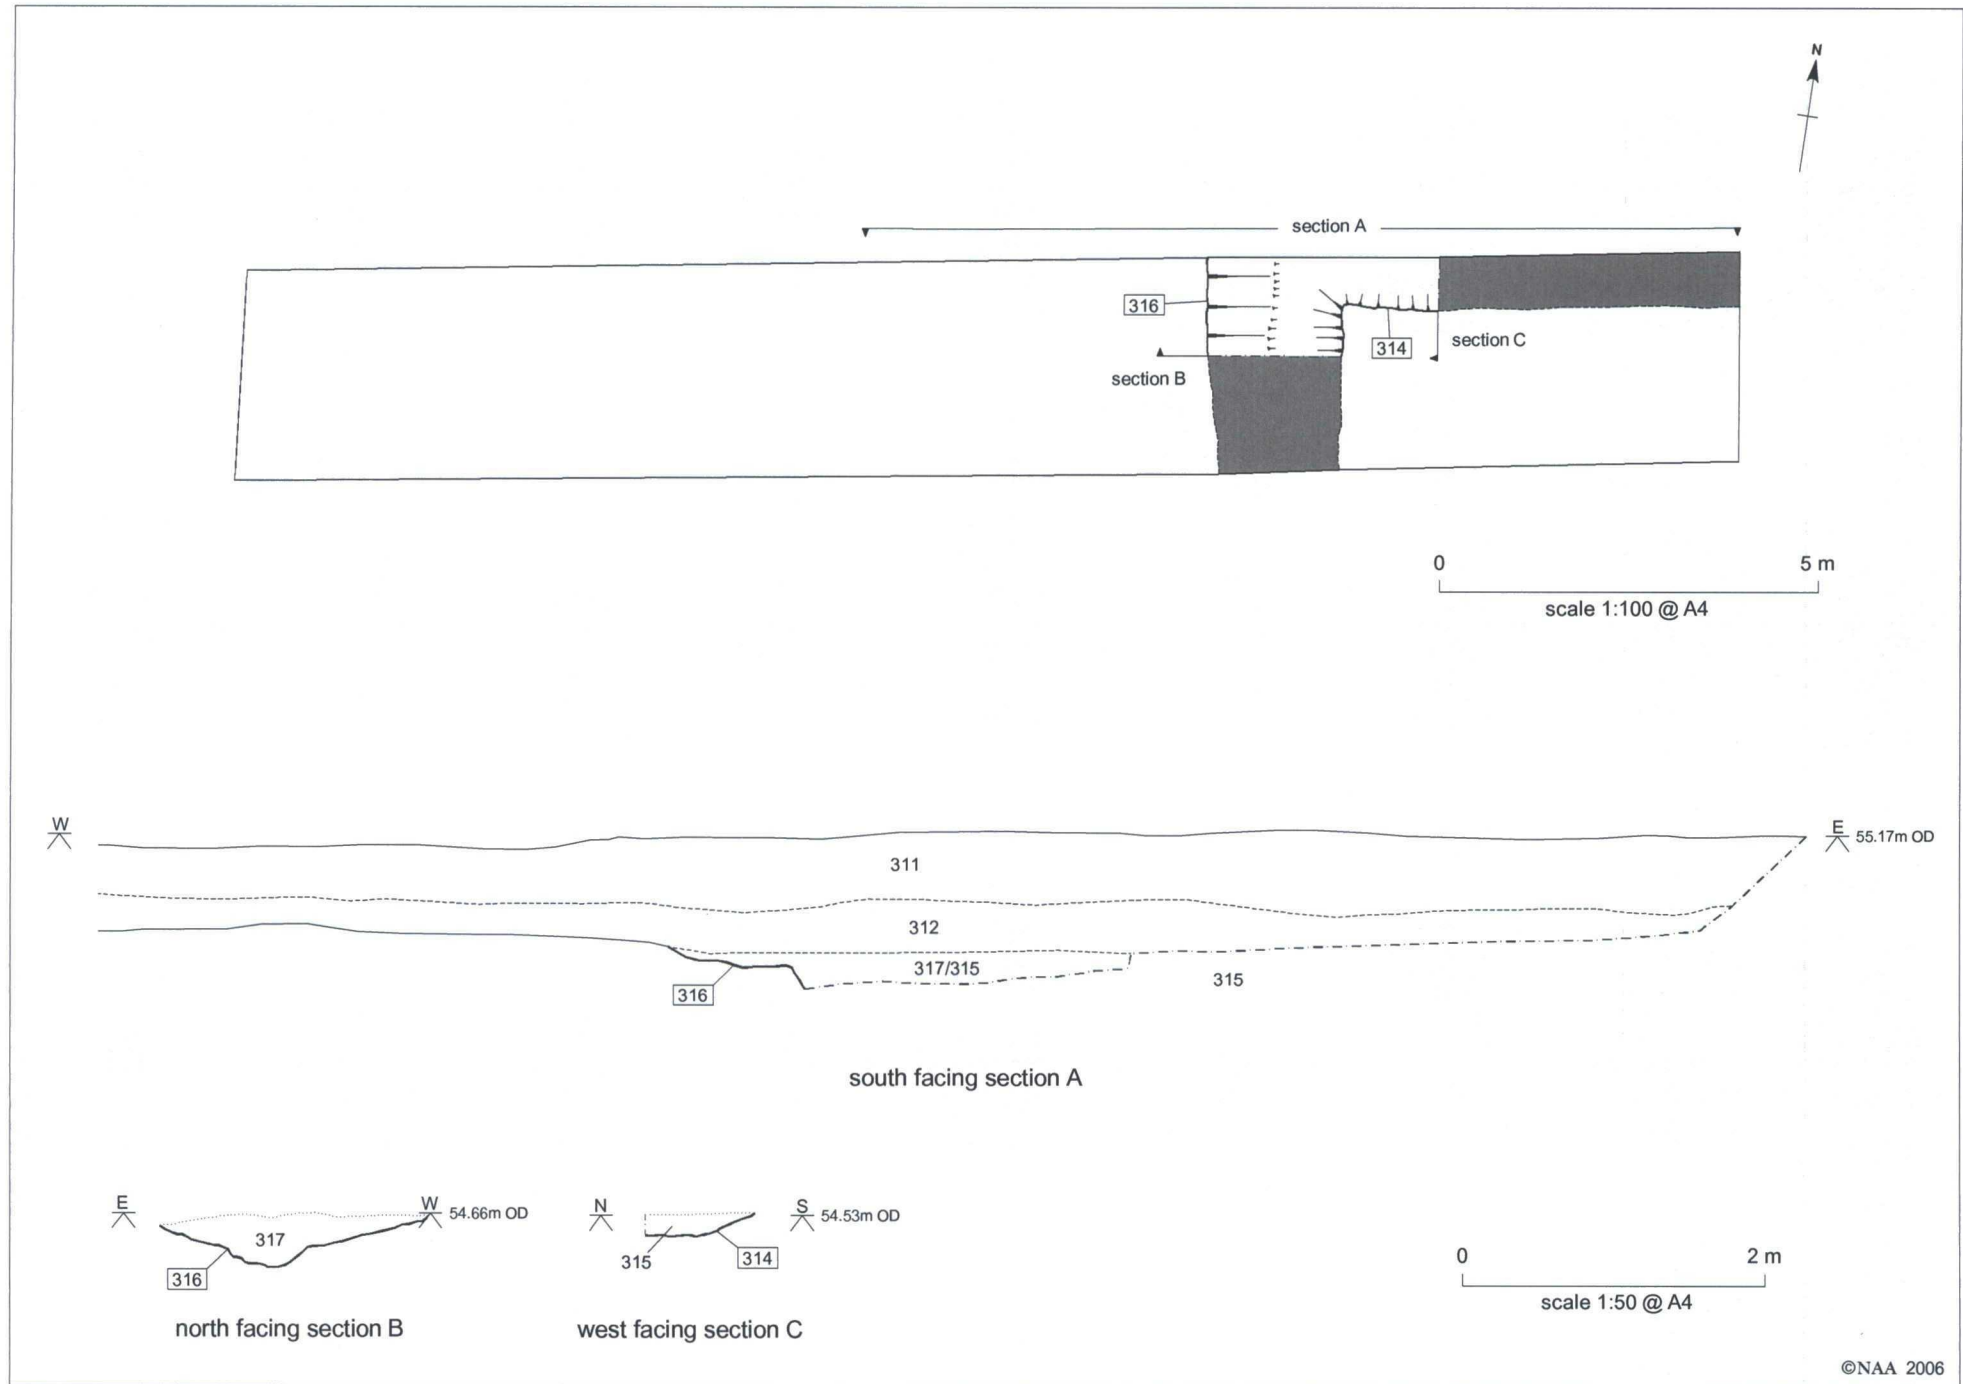 N
section A
316
314
section C
section B
0 5 m
scale 1:100 @ A4
W
E 55.17m OD
311
312
317/315
315
316
south facing section A
E W 54.66m OD
317
316
north facing section B
N S 54.53m OD
315
314
west facing section C
0 2 m
scale 1:50 @ A4
©NAA 2006